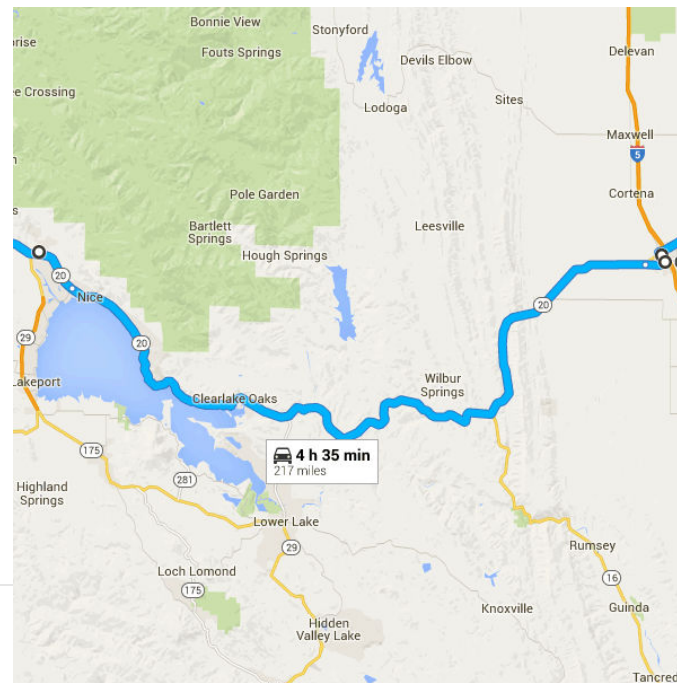 Bonnie View
Stonyford
prise
Fouts Springs
Delevan
Devils Elbow
ee Crossing
Sites
Lodoga
Maxwell
5
Pole Garden
Cortena
s
Bartlett
Springs
Leesville
Hough Springs
20
Nice
20
29
20
Lakeport
Wilbur
Springs
Clearlake Oaks
175
4 h 35 min
217 miles
281
Highland
Springs
Lower Lake
29
Rumsey
Loch Lomond
16
175
Knoxville
Guinda
Hidden
Valley Lake
Tancred